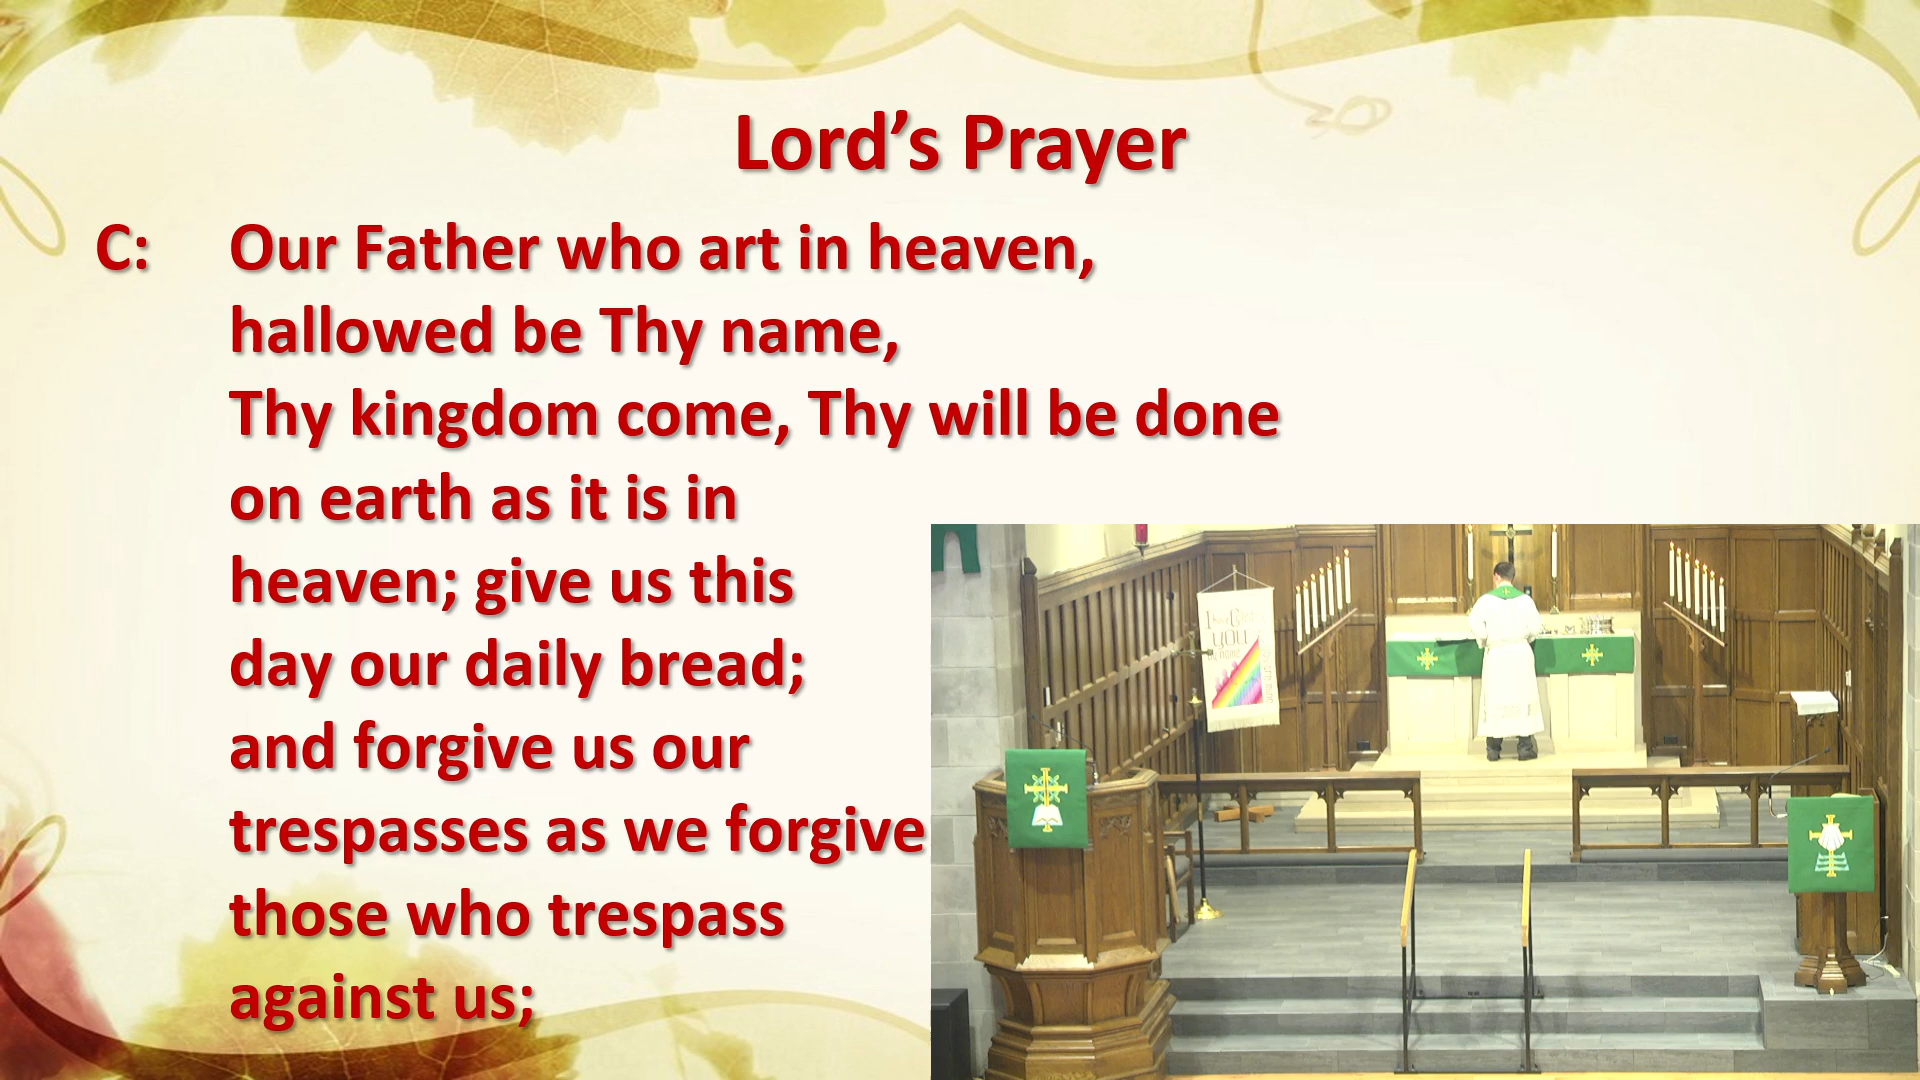 Lord’s Prayer
C: Our Father who art in heaven,
hallowed be Thy name,
Thy kingdom come, Thy will be done
on earth as it is in
heaven; give us this
day our daily bread;
and forgive us our
trespasses as we forgive
those who trespass
against us;
YOU